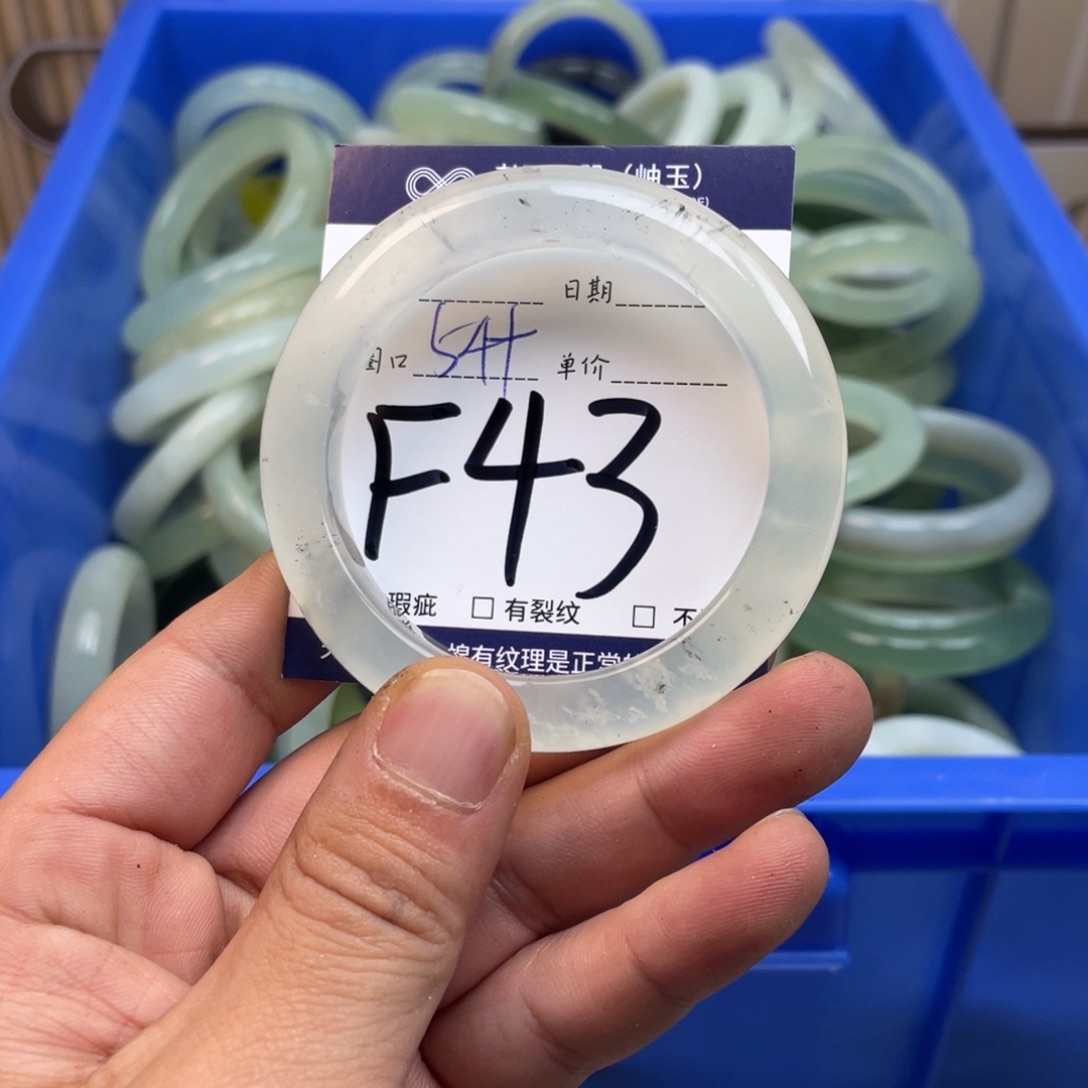 （岫玉）
日期
圈口 54+ 单价
F43
瑕疵 □ 有裂纹 □ 不
有纹理是正常